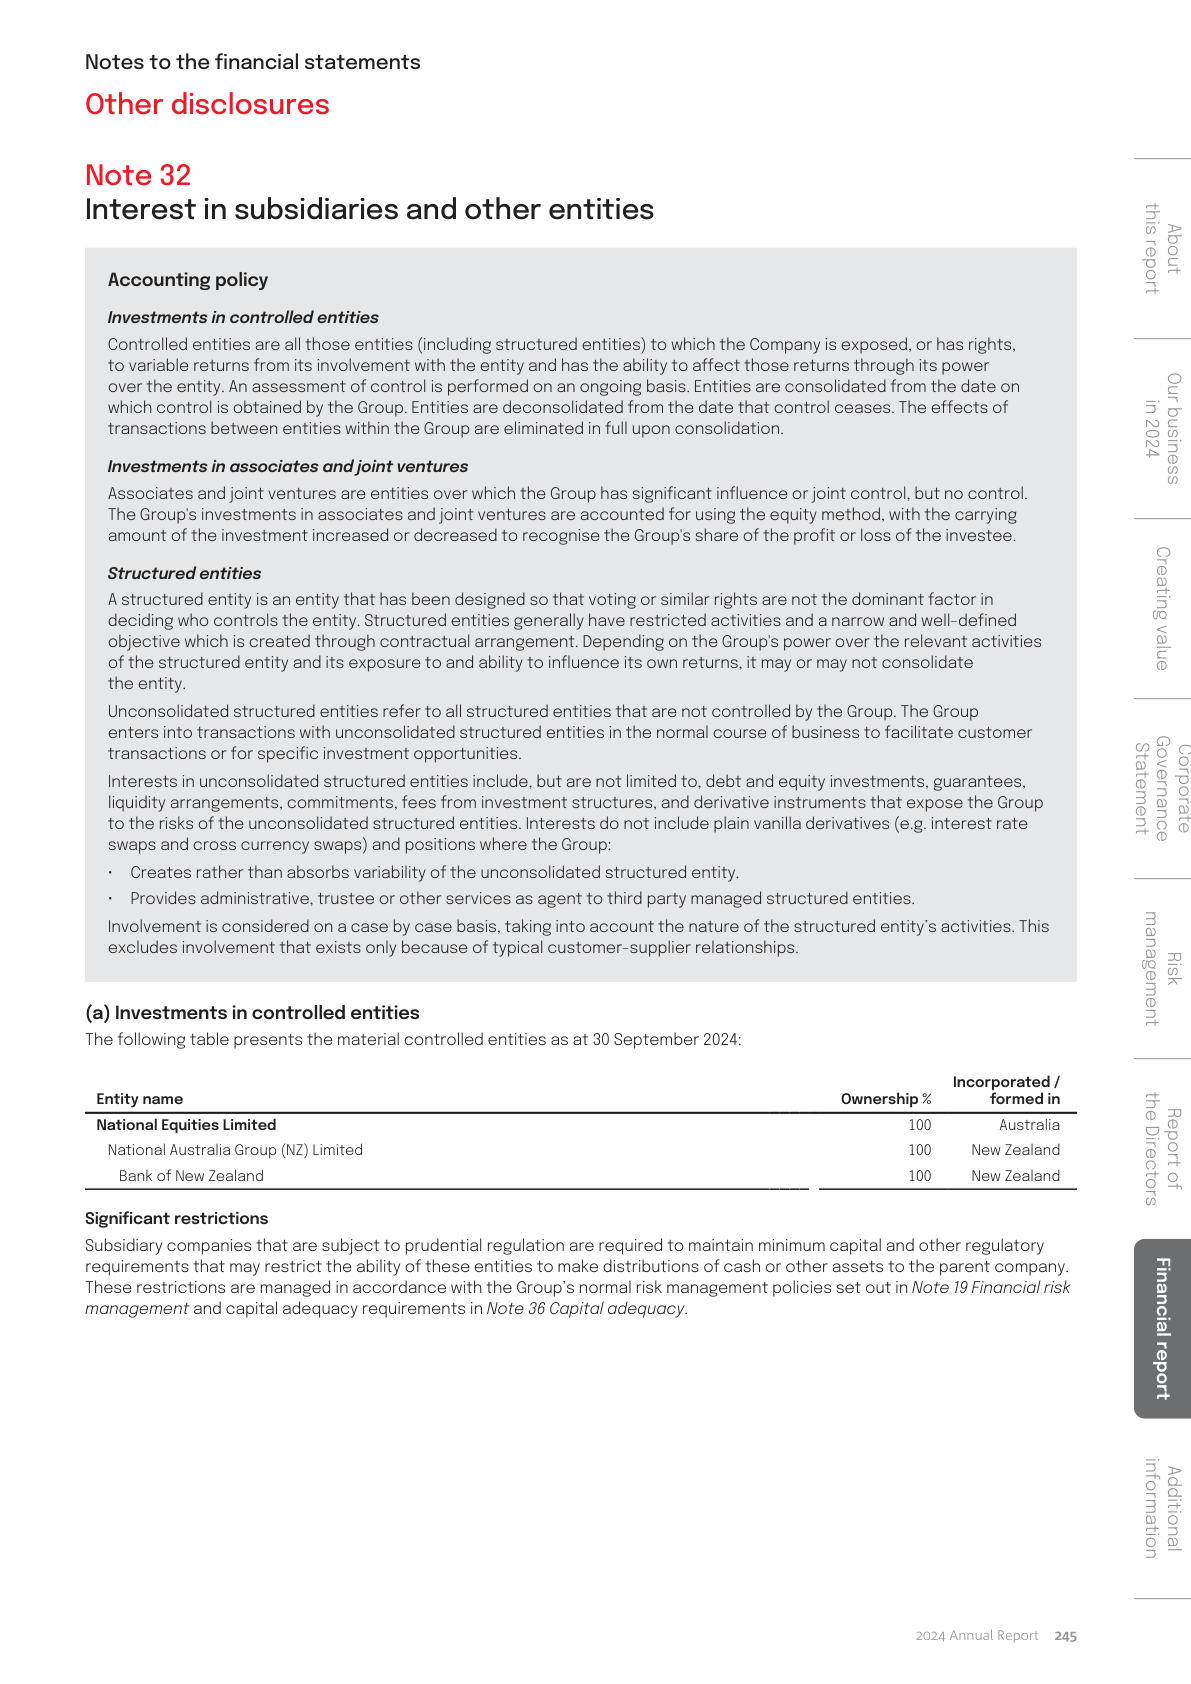 Notes to the financial statements
Other disclosures
Note 32
Interest in subsidiaries and other entities
Accounting policy
Investments in controlled entities
Controlled entities are all those entities (including structured entities) to which the Company is exposed, or has rights,
to variable returns from its involvement with the entity and has the ability to affect those returns through its power
over the entity. An assessment of control is performed on an ongoing basis. Entities are consolidated from the date on
which control is obtained by the Group. Entities are deconsolidated from the date that control ceases. The effects of
transactions between entities within the Group are eliminated in full upon consolidation.
Investments in associates and joint ventures
Associates and joint ventures are entities over which the Group has significant influence or joint control, but no control.
The Group's investments in associates and joint ventures are accounted for using the equity method, with the carrying
amount of the investment increased or decreased to recognise the Group's share of the profit or loss of the investee.
Structured entities
A structured entity is an entity that has been designed so that voting or similar rights are not the dominant factor in
deciding who controls the entity. Structured entities generally have restricted activities and a narrow and well-defined
objective which is created through contractual arrangement. Depending on the Group's power over the relevant activities
of the structured entity and its exposure to and ability to influence its own returns, it may or may not consolidate
the entity.
Unconsolidated structured entities refer to all structured entities that are not controlled by the Group. The Group
enters into transactions with unconsolidated structured entities in the normal course of business to facilitate customer
transactions or for specific investment opportunities.
Interests in unconsolidated structured entities include, but are not limited to, debt and equity investments, guarantees,
liquidity arrangements, commitments, fees from investment structures, and derivative instruments that expose the Group
to the risks of the unconsolidated structured entities. Interests do not include plain vanilla derivatives (e.g. interest rate
swaps and cross currency swaps) and positions where the Group:
• Creates rather than absorbs variability of the unconsolidated structured entity.
• Provides administrative, trustee or other services as agent to third party managed structured entities.
Involvement is considered on a case by case basis, taking into account the nature of the structured entity’s activities. This
excludes involvement that exists only because of typical customer-supplier relationships.
(a) Investments in controlled entities
The following table presents the material controlled entities as at 30 September 2024:
Entity name Ownership % Incorporated / formed in
National Equities Limited 100 Australia
National Australia Group (NZ) Limited 100 New Zealand
Bank of New Zealand 100 New Zealand
Significant restrictions
Subsidiary companies that are subject to prudential regulation are required to maintain minimum capital and other regulatory
requirements that may restrict the ability of these entities to make distributions of cash or other assets to the parent company.
These restrictions are managed in accordance with the Group’s normal risk management policies set out in Note 19 Financial risk
management and capital adequacy requirements in Note 36 Capital adequacy.
About
this report
Our business
in 2024
Creating value
Corporate
Governance
Statement
Risk
management
Report of
the Directors
Financial report
Additional
information
2024 Annual Report 245